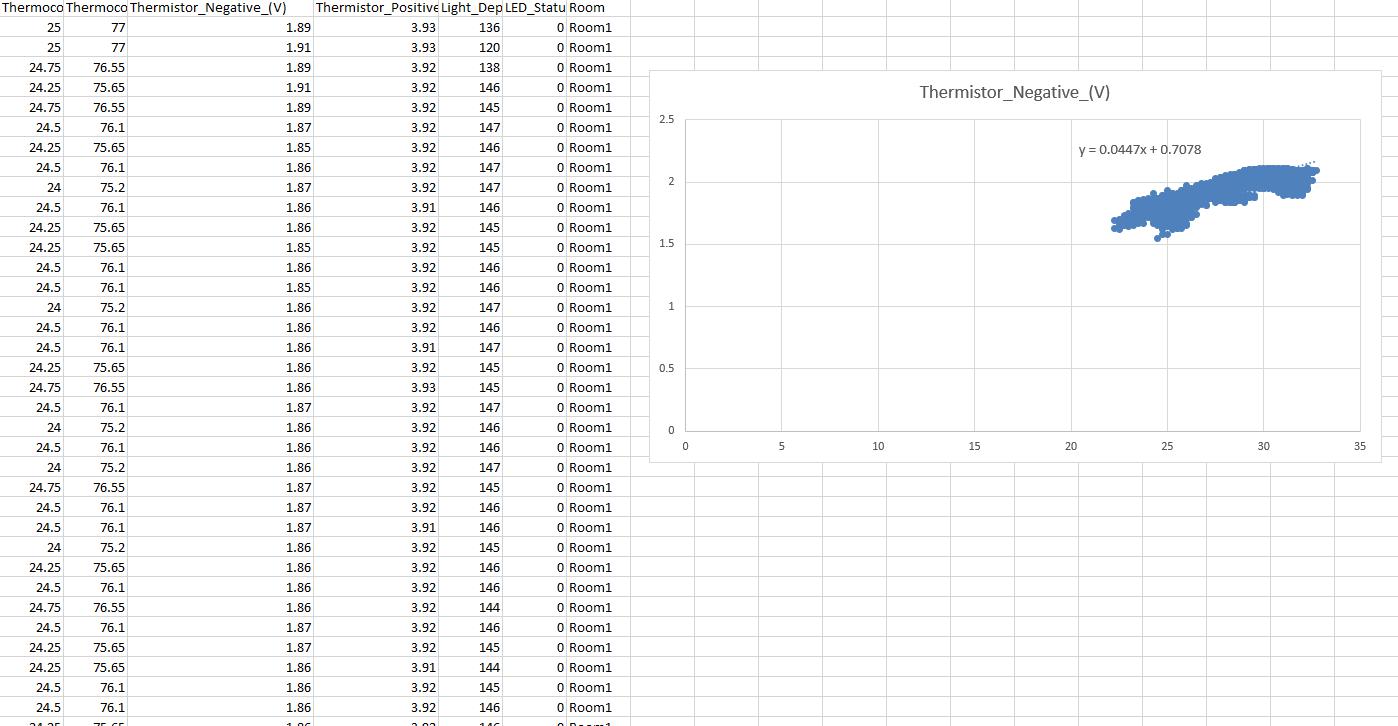 Thermoco Thermoco Thermistor_Negative_(V) Thermistor_Positive Light_Dep LED_Statu Room
25 77 1.89 3.93 136 0 Room1
25 77 1.91 3.93 120 0 Room1
24.75 76.55 1.89 3.92 138 0 Room1
24.25 75.65 1.91 3.92 146 0 Room1
24.75 76.55 1.89 3.92 145 0 Room1
24.5 76.1 1.87 3.92 147 0 Room1
24.25 75.65 1.85 3.92 146 0 Room1
24.5 76.1 1.86 3.92 147 0 Room1
24 75.2 1.87 3.92 147 0 Room1
24.5 76.1 1.86 3.91 146 0 Room1
24.25 75.65 1.86 3.92 145 0 Room1
24.25 75.65 1.85 3.92 145 0 Room1
24.5 76.1 1.86 3.92 146 0 Room1
24.5 76.1 1.85 3.92 146 0 Room1
24 75.2 1.86 3.92 147 0 Room1
24.5 76.1 1.86 3.92 146 0 Room1
24.5 76.1 1.86 3.91 147 0 Room1
24.25 75.65 1.86 3.92 145 0 Room1
24.75 76.55 1.86 3.93 145 0 Room1
24.5 76.1 1.87 3.92 147 0 Room1
24 75.2 1.86 3.92 146 0 Room1
24.5 76.1 1.86 3.92 146 0 Room1
24 75.2 1.86 3.92 147 0 Room1
24.75 76.55 1.87 3.92 145 0 Room1
24.5 76.1 1.87 3.92 146 0 Room1
24.5 76.1 1.87 3.91 146 0 Room1
24 75.2 1.86 3.92 145 0 Room1
24.25 75.65 1.86 3.92 146 0 Room1
24.5 76.1 1.86 3.92 146 0 Room1
24.75 76.55 1.86 3.92 144 0 Room1
24.5 76.1 1.87 3.92 146 0 Room1
24.25 75.65 1.87 3.92 145 0 Room1
24.25 75.65 1.86 3.91 144 0 Room1
24.5 76.1 1.86 3.92 145 0 Room1
24.5 76.1 1.86 3.92 146 0 Room1
Thermistor_Negative_(V)
y = 0.0447x + 0.7078
2.5
2
1.5
1
0.5
0
0 5 10 15 20 25 30 35